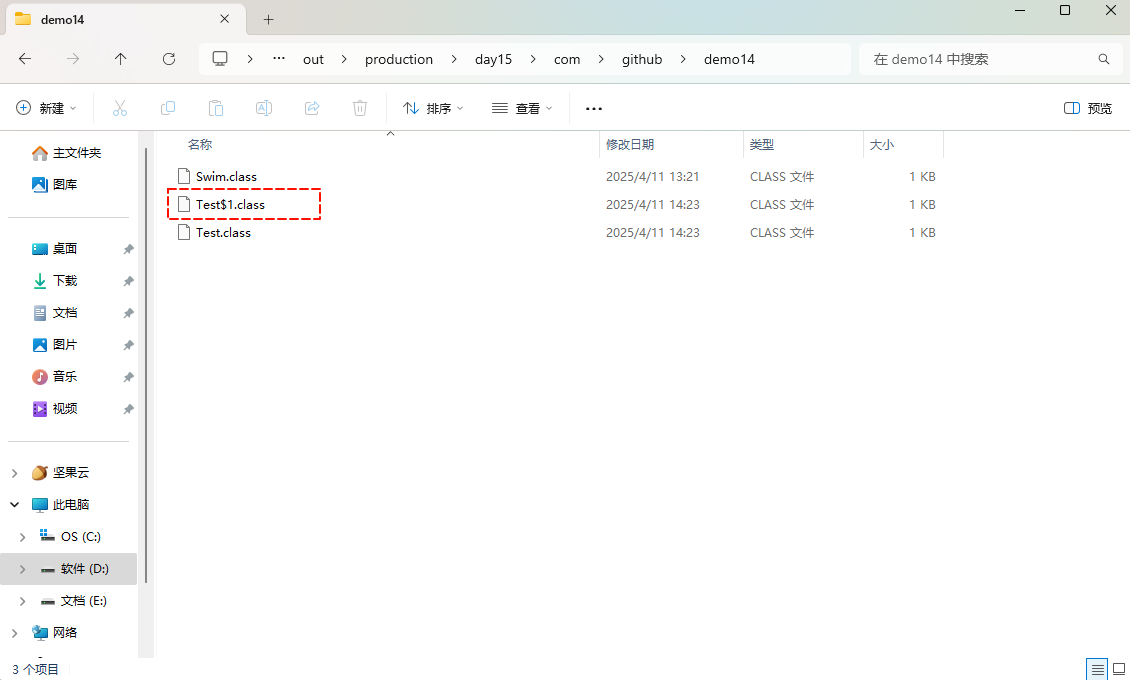 demo14
… out production day15 com github demo14
在 demo14 中搜索
新建 排序 查看 … 预览
名称 修改日期 类型 大小
Swim.class 2025/4/11 13:21 CLASS 文件 1 KB
Test$1.class 2025/4/11 14:23 CLASS 文件 1 KB
Test.class 2025/4/11 14:23 CLASS 文件 1 KB
主文件夹
图库
桌面
下载
文档
图片
音乐
视频
坚果云
此电脑
OS (C:)
软件 (D:)
文档 (E:)
网络
3 个项目